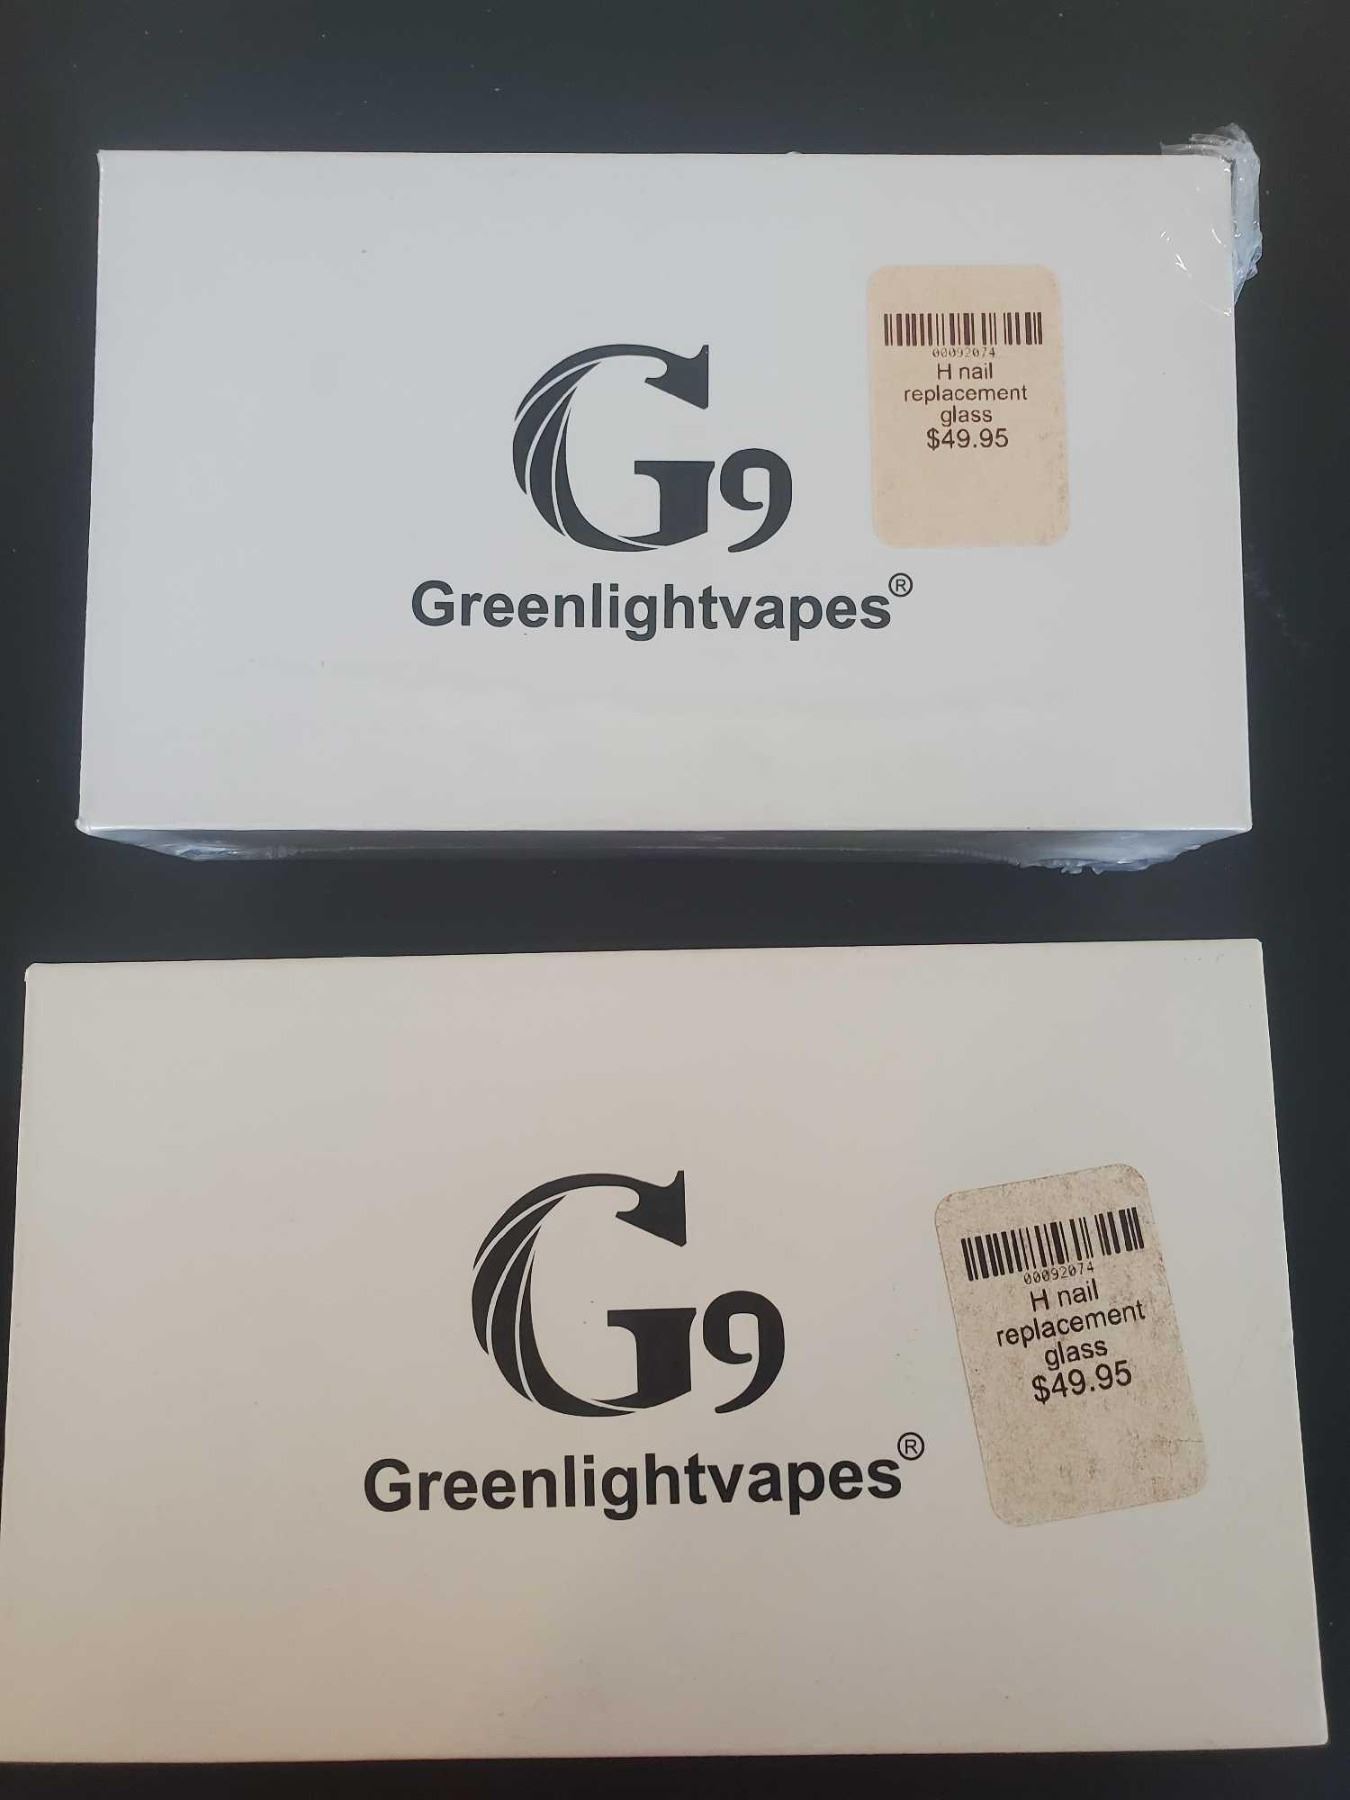 G9
Greenlightvapes®
00092074
H nail
replacement
glass
$49.95
G9
Greenlightvapes®
00092074
H nail
replacement
glass
$49.95